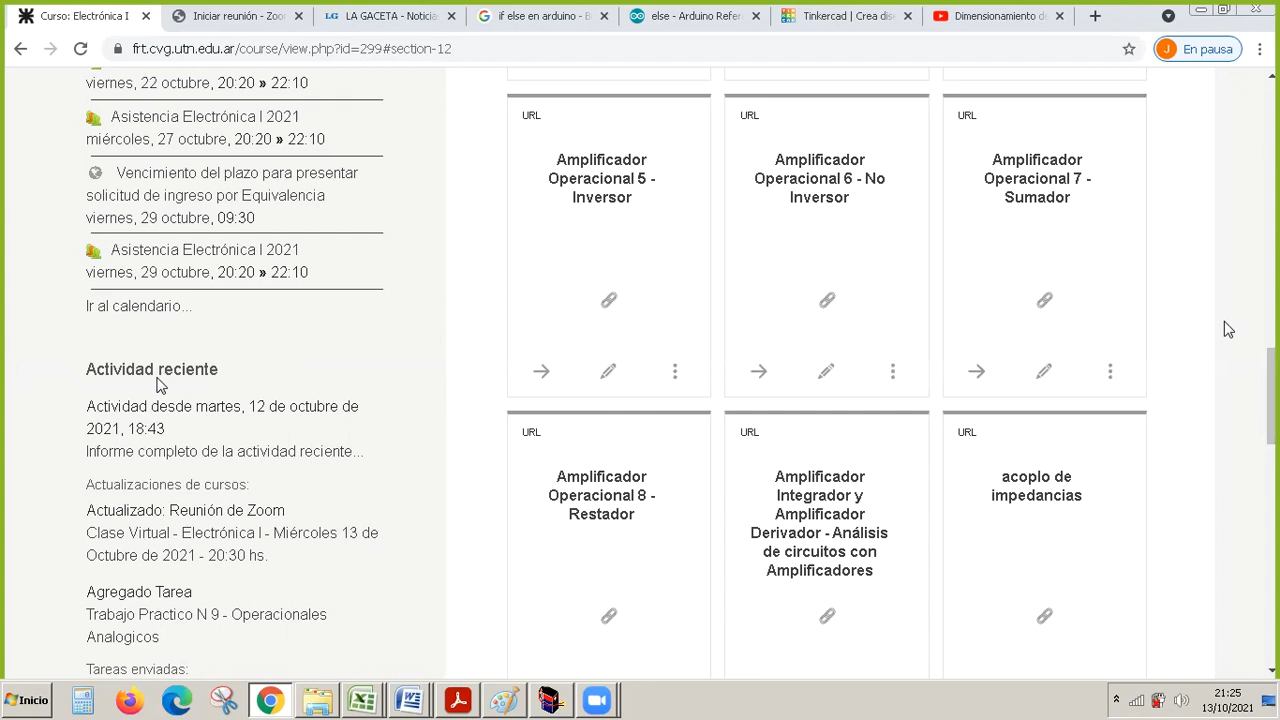 Curso: Electrónica I
Iniciar reunión - Zoo
LG LA GACETA - Noticia
if else en arduino - B
else - Arduino Refer
Tinkercad | Crea dise
Dimensionamiento d
frt.cvg.utn.edu.ar/course/view.php?id=299#section-12
J En pausa
viernes, 22 octubre, 20:20 » 22:10
Asistencia Electrónica I 2021
miércoles, 27 octubre, 20:20 » 22:10
Vencimiento del plazo para presentar
solicitud de ingreso por Equivalencia
viernes, 29 octubre, 09:30
Asistencia Electrónica I 2021
viernes, 29 octubre, 20:20 » 22:10
Ir al calendario...
Actividad reciente
Actividad desde martes, 12 de octubre de
2021, 18:43
Informe completo de la actividad reciente...
Actualizaciones de cursos:
Actualizado: Reunión de Zoom
Clase Virtual - Electrónica I - Miércoles 13 de
Octubre de 2021 - 20:30 hs.
Agregado Tarea
Trabajo Practico N 9 - Operacionales
Analogicos
Tareas enviadas:
URL
Amplificador
Operacional 5 -
Inversor
URL
Amplificador
Operacional 6 - No
Inversor
URL
Amplificador
Operacional 7 -
Sumador
URL
Amplificador
Operacional 8 -
Restador
URL
Amplificador
Integrador y
Amplificador
Derivador - Análisis
de circuitos con
Amplificadores
URL
acoplo de
impedancias
Inicio
21:25
13/10/2021